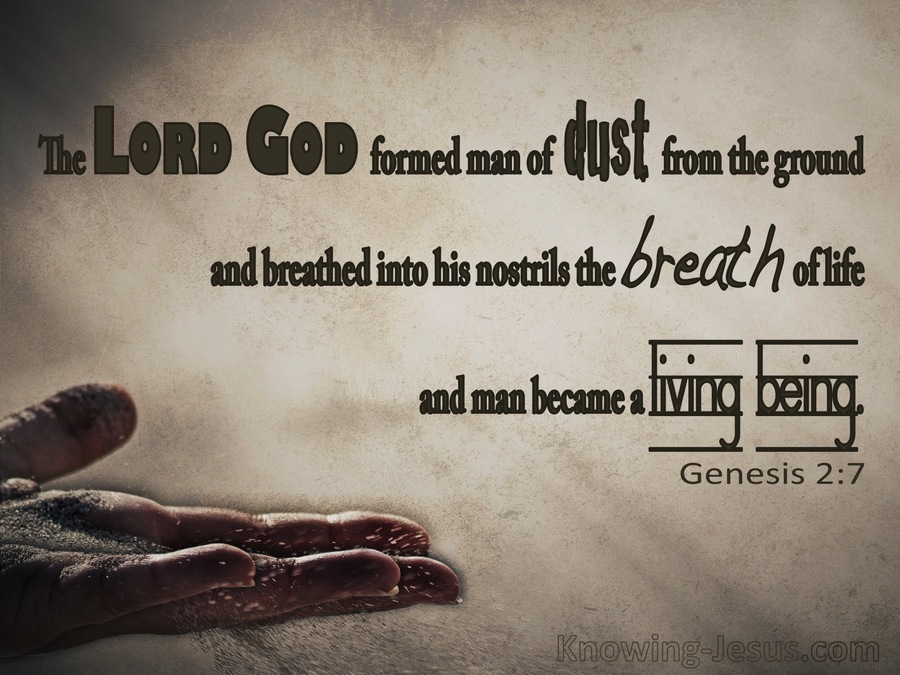 The LORD GOD formed man of dust from the ground
and breathed into his nostrils the breath of life
and man became a living being.
Genesis 2:7
Knowing-Jesus.com